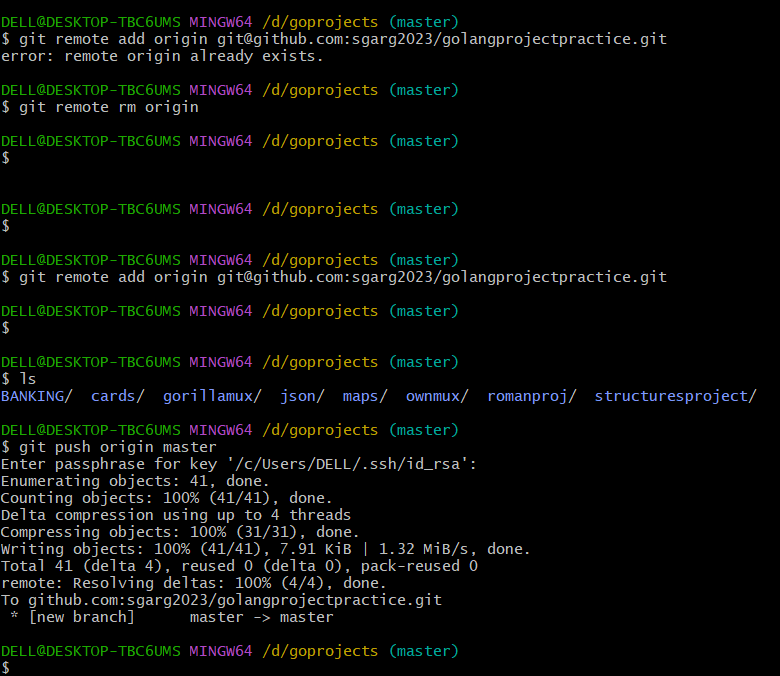 DELL@DESKTOP-TBC6UMS MINGW64 /d/goprojects (master)
$ git remote add origin git@github.com:sgarg2023/golangprojectpractice.git
error: remote origin already exists.
DELL@DESKTOP-TBC6UMS MINGW64 /d/goprojects (master)
$ git remote rm origin
DELL@DESKTOP-TBC6UMS MINGW64 /d/goprojects (master)
$
DELL@DESKTOP-TBC6UMS MINGW64 /d/goprojects (master)
$
DELL@DESKTOP-TBC6UMS MINGW64 /d/goprojects (master)
$ git remote add origin git@github.com:sgarg2023/golangprojectpractice.git
DELL@DESKTOP-TBC6UMS MINGW64 /d/goprojects (master)
$
DELL@DESKTOP-TBC6UMS MINGW64 /d/goprojects (master)
$ ls
BANKING/  cards/  gorillamux/  json/  maps/  ownmux/  romanproj/  structuresproject/
DELL@DESKTOP-TBC6UMS MINGW64 /d/goprojects (master)
$ git push origin master
Enter passphrase for key '/c/Users/DELL/.ssh/id_rsa':
Enumerating objects: 41, done.
Counting objects: 100% (41/41), done.
Delta compression using up to 4 threads
Compressing objects: 100% (31/31), done.
Writing objects: 100% (41/41), 7.91 KiB | 1.32 MiB/s, done.
Total 41 (delta 4), reused 0 (delta 0), pack-reused 0
remote: Resolving deltas: 100% (4/4), done.
To github.com:sgarg2023/golangprojectpractice.git
 * [new branch]      master -> master
DELL@DESKTOP-TBC6UMS MINGW64 /d/goprojects (master)
$